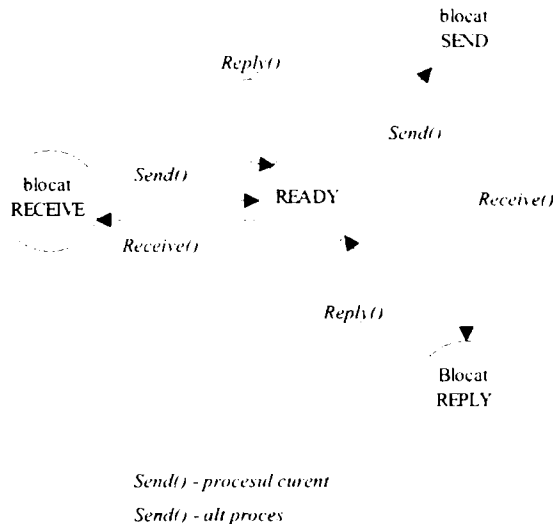 blocat
SEND
Reply()
Send()
blocat
RECEIVE
Send()
READY
Receive()
Receive()
Reply()
Blocat
REPLY
Send() - procesul curent
Send() - alt proces